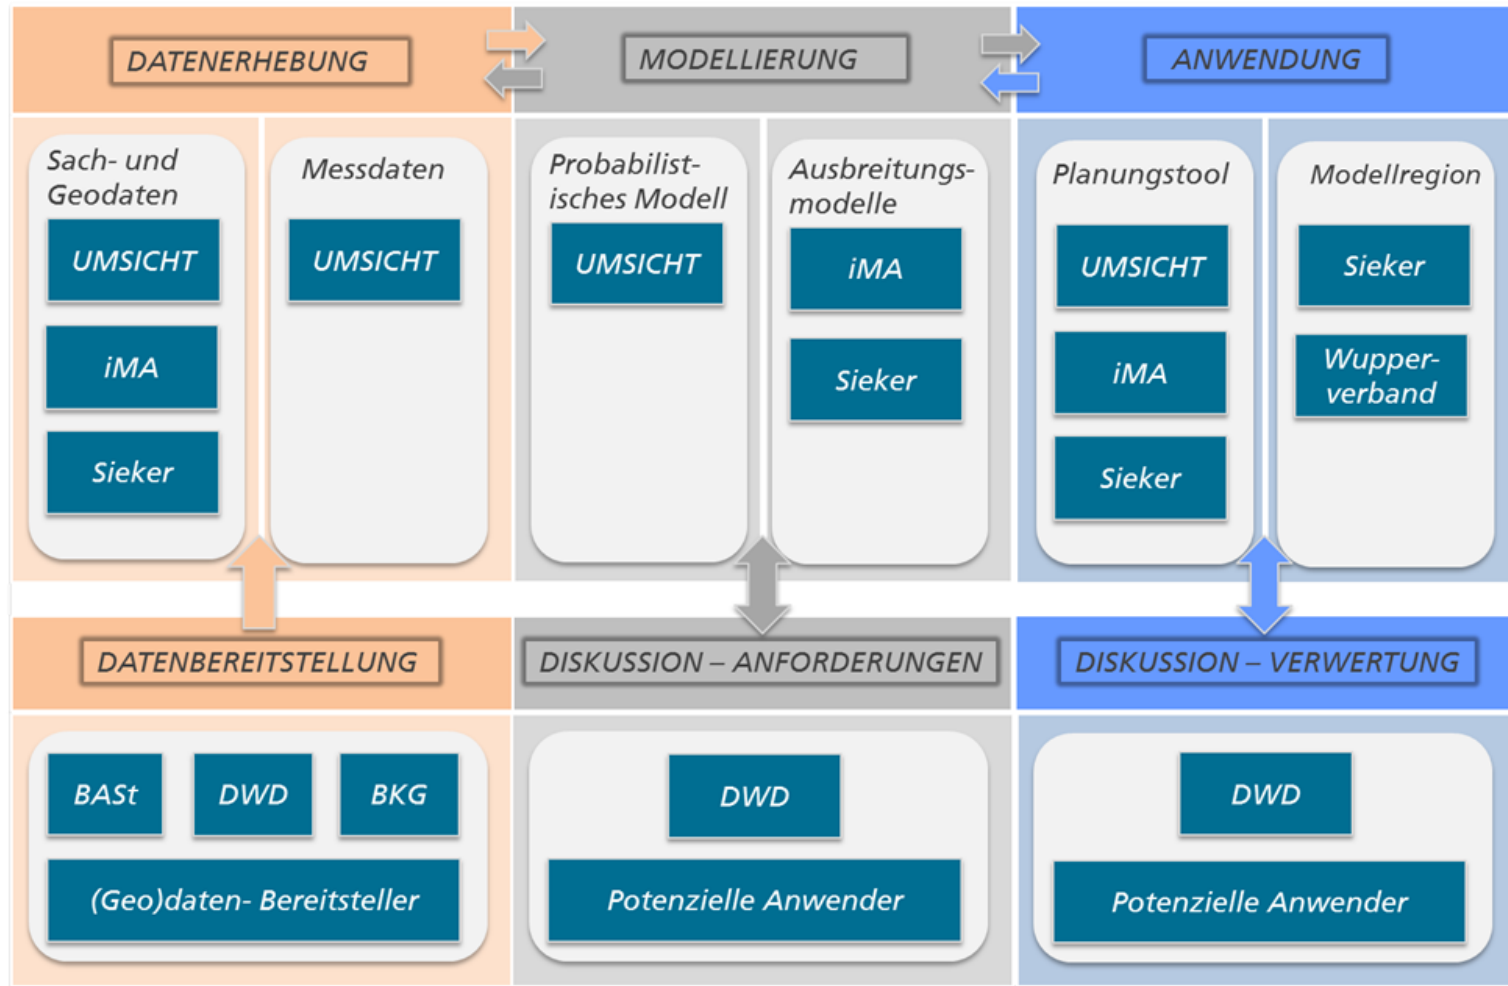 DATENERHEBUNG
MODELLIERUNG
ANWENDUNG
Sach- und
Geodaten
UMSICHT
iMA
Sieker
Messdaten
UMSICHT
Probabilist-
isches Modell
UMSICHT
Ausbreitungs-
modelle
iMA
Sieker
Planungstool
UMSICHT
iMA
Sieker
Modellregion
Sieker
Wupper-
verband
DATENBEREITSTELLUNG
DISKUSSION – ANFORDERUNGEN
DISKUSSION – VERWERTUNG
BASt
DWD
BKG
(Geo)daten- Bereitsteller
DWD
Potenzielle Anwender
DWD
Potenzielle Anwender